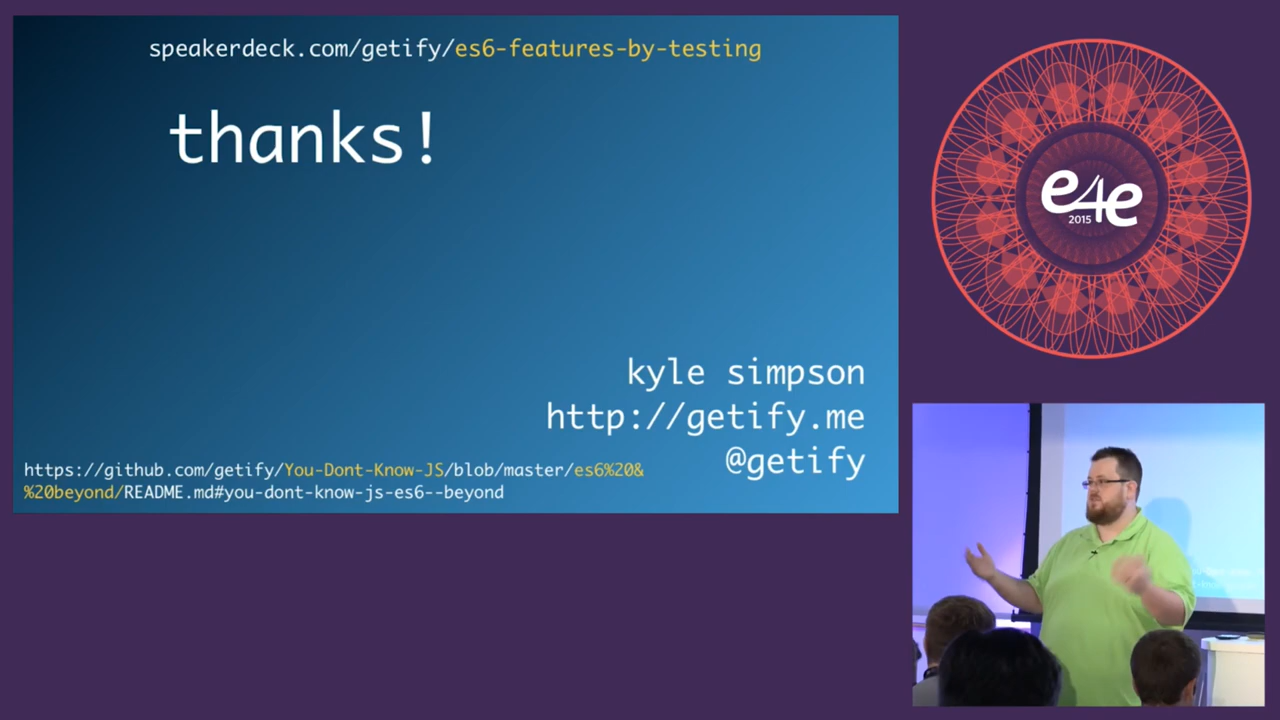 speakerdeck.com/getify/es6-features-by-testing
thanks!
kyle simpson
http://getify.me
@getify
https://github.com/getify/You-Dont-Know-JS/blob/master/es6%20&
%20beyond/README.md#you-dont-know-js-es6--beyond
e4e
2015